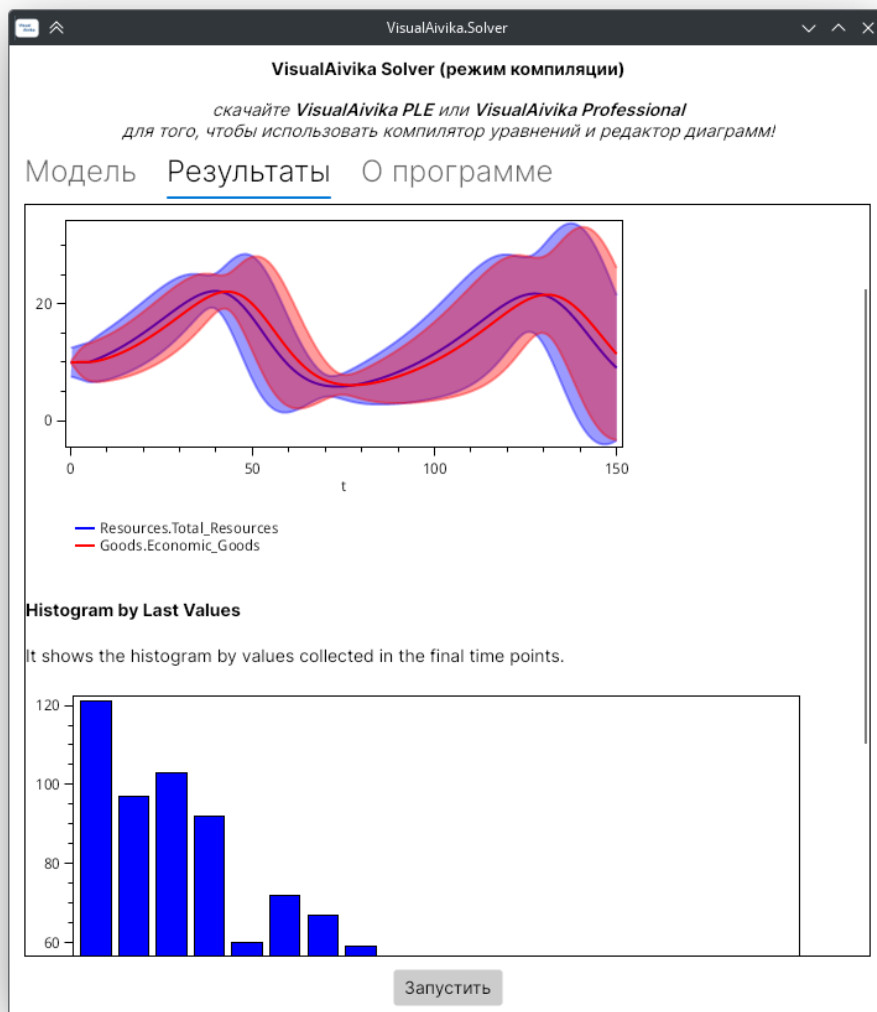 VisualAivika.Solver
VisualAivika Solver (режим компиляции)
скачайте VisualAivika PLE или VisualAivika Professional
для того, чтобы использовать компилятор уравнений и редактор диаграмм!
Модель Результаты О программе
20
0
0 50 100 150
t
Resources.Total_Resources
Goods.Economic_Goods
Histogram by Last Values
It shows the histogram by values collected in the final time points.
120
100
80
60
Запустить